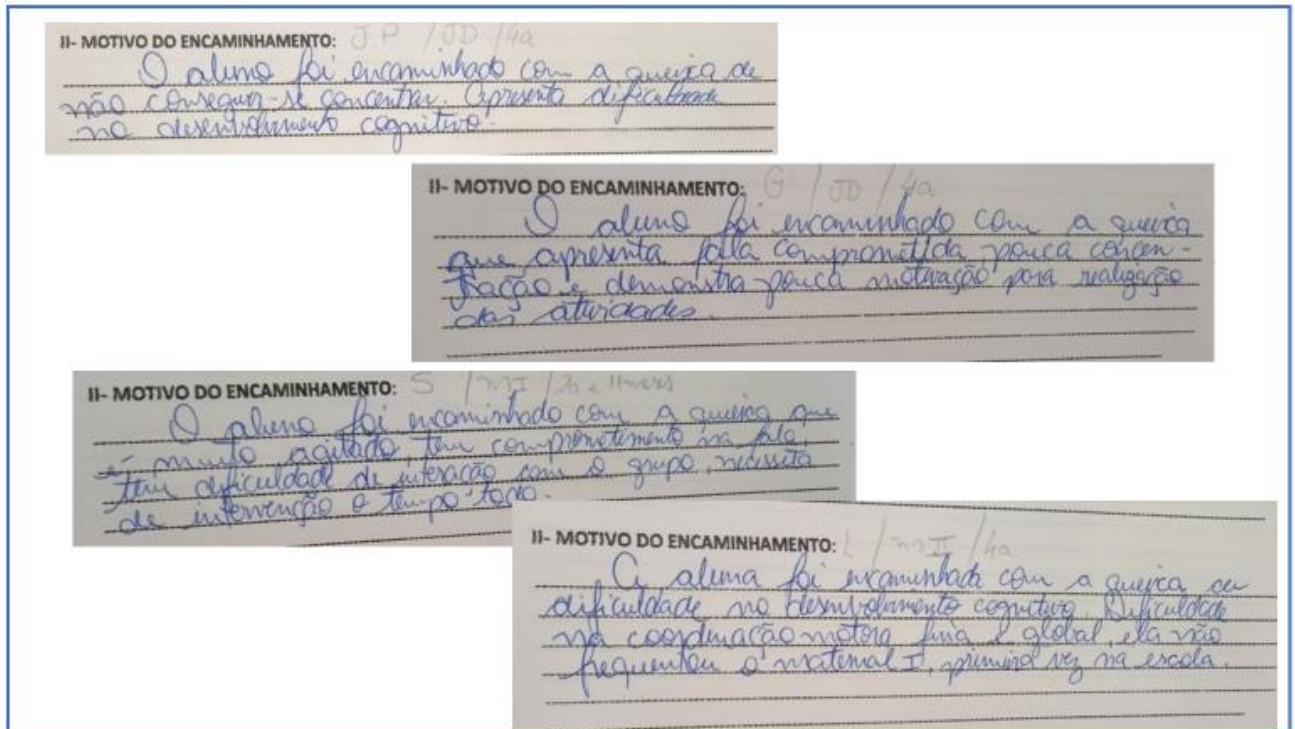 II- MOTIVO DO ENCAMINHAMENTO: J.P / JD / 4a
O aluno foi encaminhado com a queixa de
não conseguir-se concentrar. Apresenta dificuldade
no desenvolvimento cognitivo.
II- MOTIVO DO ENCAMINHAMENTO: G / JD / 4a
O aluno foi encaminhado com a queixa
que apresenta falla comprometida, pouca concen-
tração e demonstra pouca motivação para realização
das atividades.
II- MOTIVO DO ENCAMINHAMENTO: S / mI / 2a e 11 meses
O aluno foi encaminhado com a queixa que
é muito agitado, tem comprometimento na fala,
tem dificuldade de interação com o grupo, necessita
de intervenção o tempo todo.
II- MOTIVO DO ENCAMINHAMENTO: L / mII / 4a
A aluna foi encaminhada com a queixa de
dificuldade no desenvolvimento cognitivo. Dificuldade
na coordenação motora fina e global, ela não
frequentou o maternal I, primeira vez na escola.